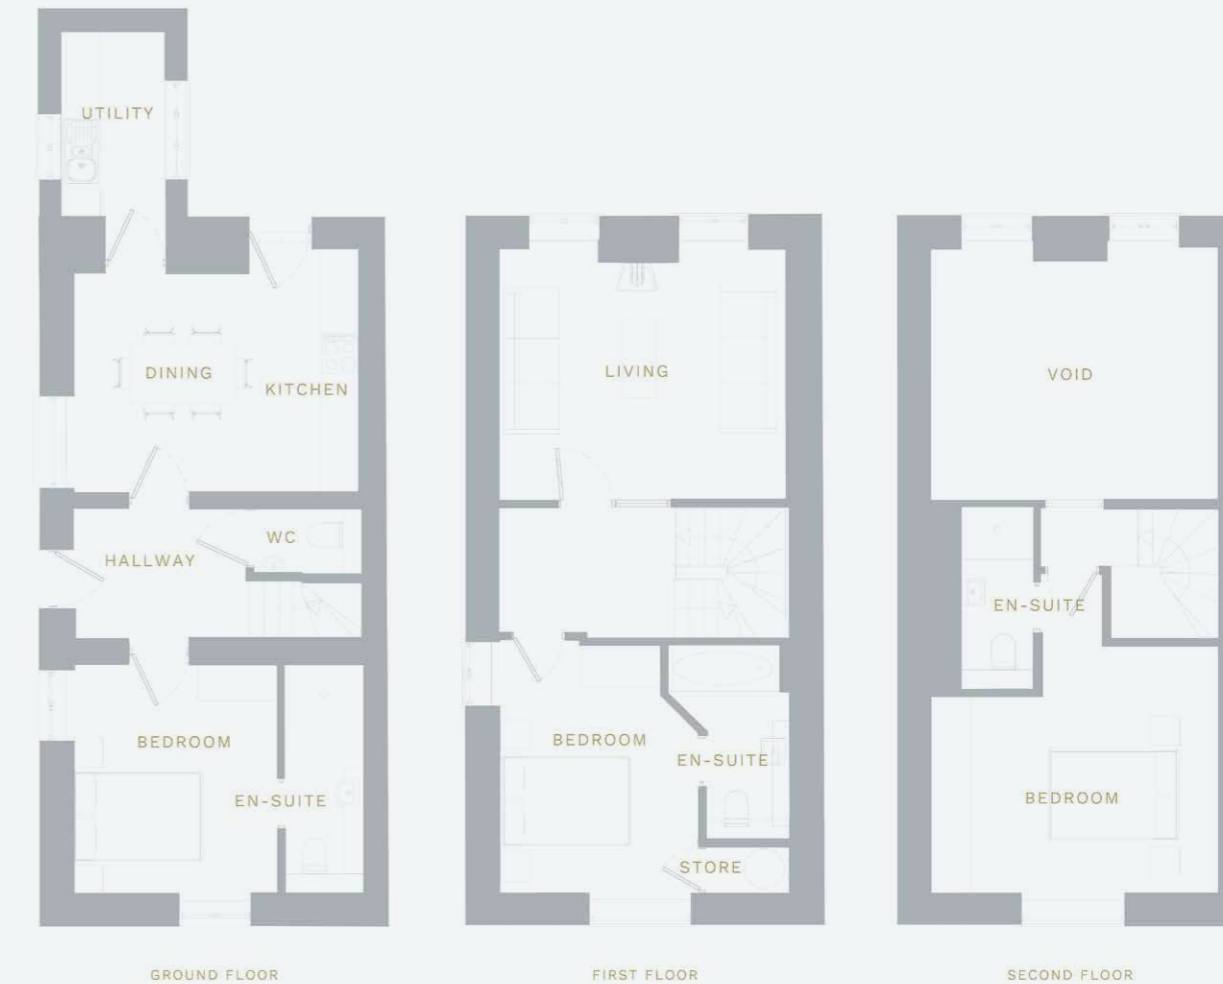 UTILITY
DINING
KITCHEN
WC
HALLWAY
BEDROOM
EN-SUITE
GROUND FLOOR
LIVING
BEDROOM
EN-SUITE
STORE
FIRST FLOOR
VOID
EN-SUITE
BEDROOM
SECOND FLOOR